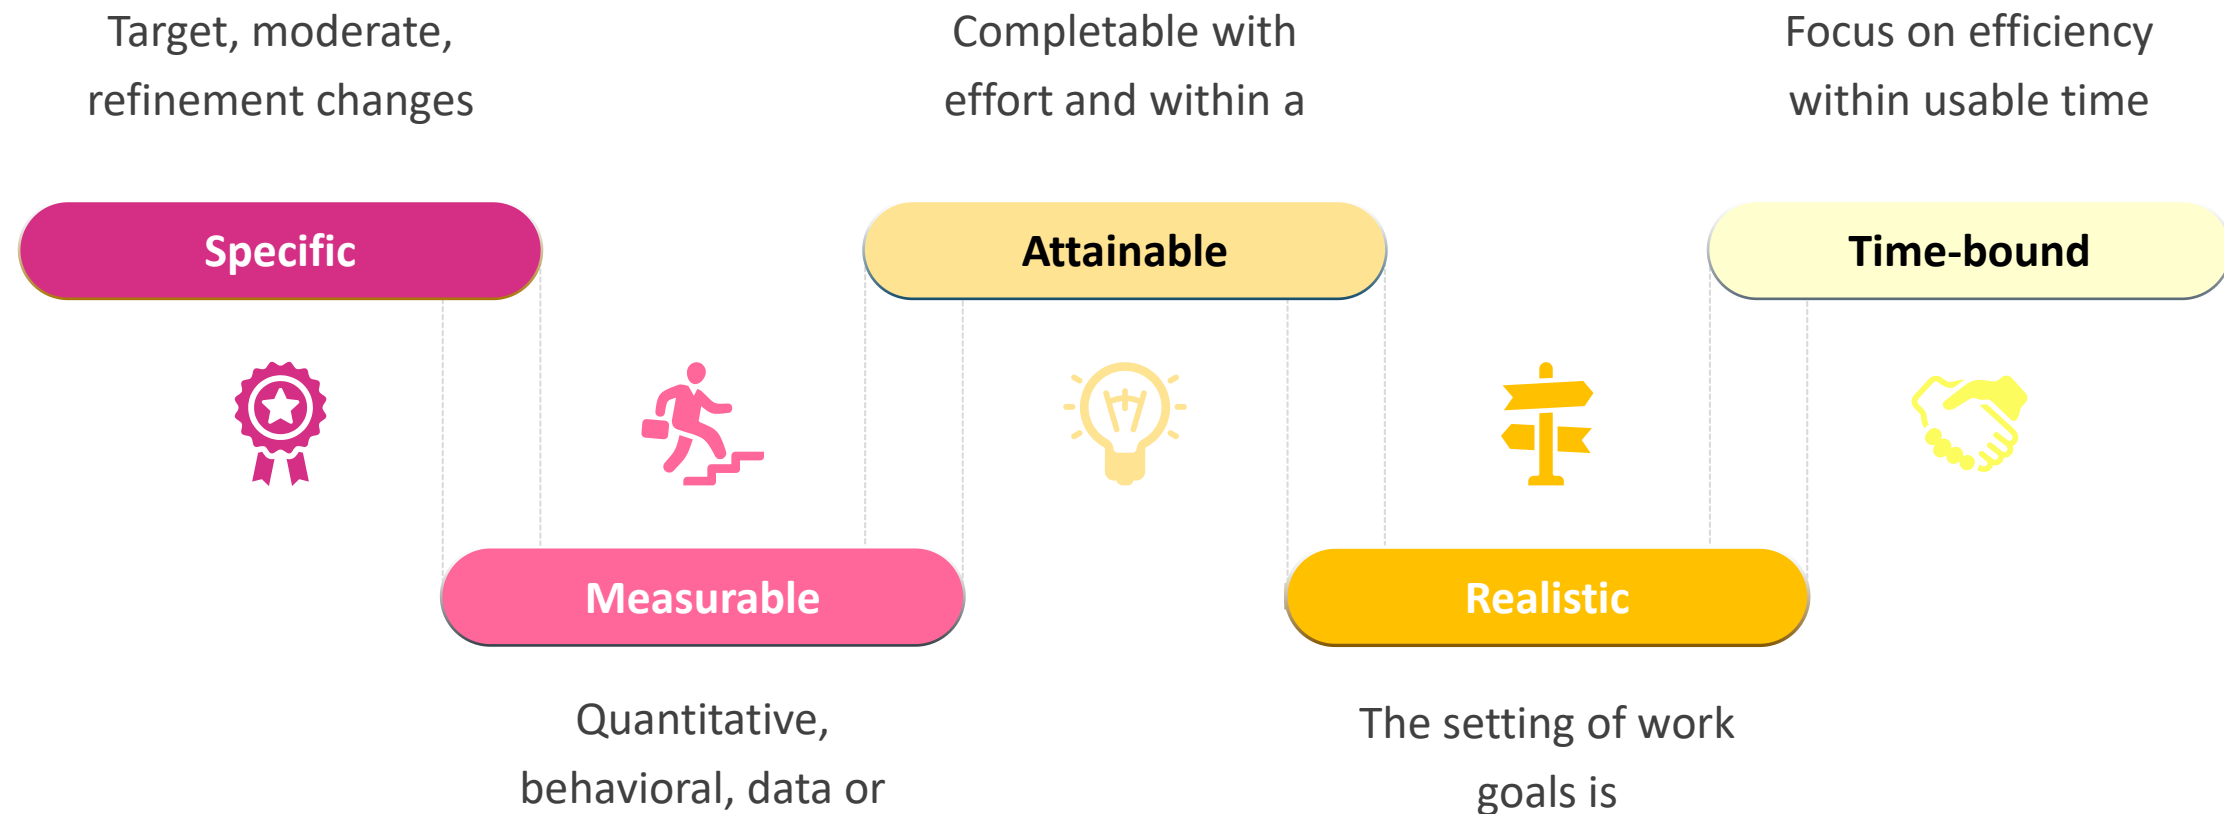 Target, moderate,
refinement changes
Specific
Measurable
Quantitative,
behavioral, data or
Completable with
effort and within a
Attainable
Realistic
The setting of work
goals is
Focus on efficiency
within usable time
Time-bound